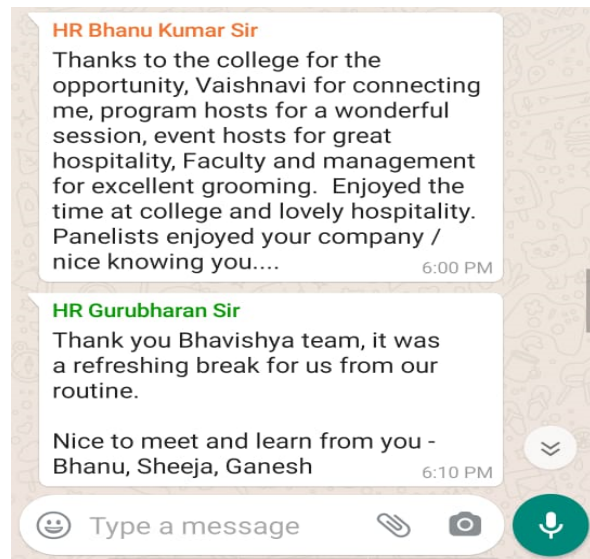 HR Bhanu Kumar Sir
Thanks to the college for the
opportunity, Vaishnavi for connecting
me, program hosts for a wonderful
session, event hosts for great
hospitality, Faculty and management
for excellent grooming.  Enjoyed the
time at college and lovely hospitality.
Panelists enjoyed your company /
nice knowing you....
6:00 PM
HR Gurubharan Sir
Thank you Bhavishya team, it was
a refreshing break for us from our
routine.
Nice to meet and learn from you -
Bhanu, Sheeja, Ganesh
6:10 PM
Type a message